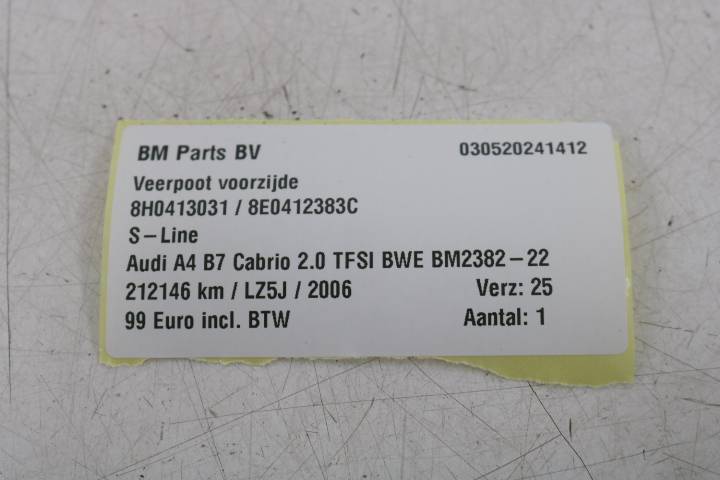 BM Parts BV 030520241412
Veerpoot voorzijde
8H0413031 / 8E0412383C
S-Line
Audi A4 B7 Cabrio 2.0 TFSI BWE BM2382-22
212146 km / LZ5J / 2006 Verz: 25
99 Euro incl. BTW Aantal: 1